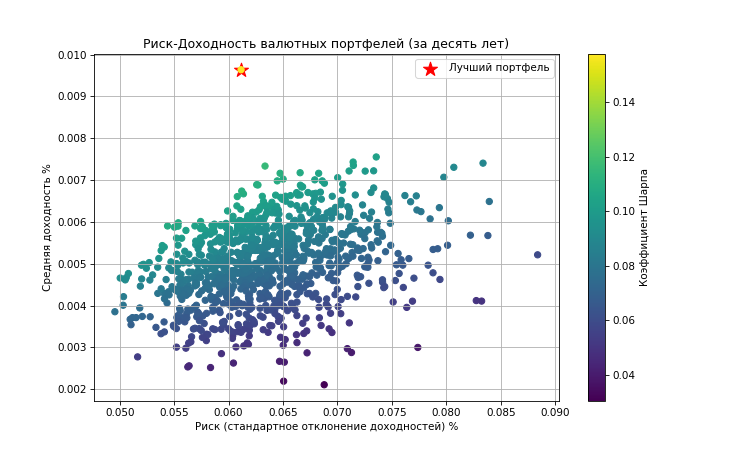 Риск-Доходность валютных портфелей (за десять лет)
Лучший портфель
Средняя доходность %
0.010
0.009
0.008
0.007
0.006
0.005
0.004
0.003
0.002
0.050 0.055 0.060 0.065 0.070 0.075 0.080 0.085 0.090
Риск (стандартное отклонение доходностей) %
0.14
0.12
0.10
0.08
0.06
0.04
Коэффициент Шарпа